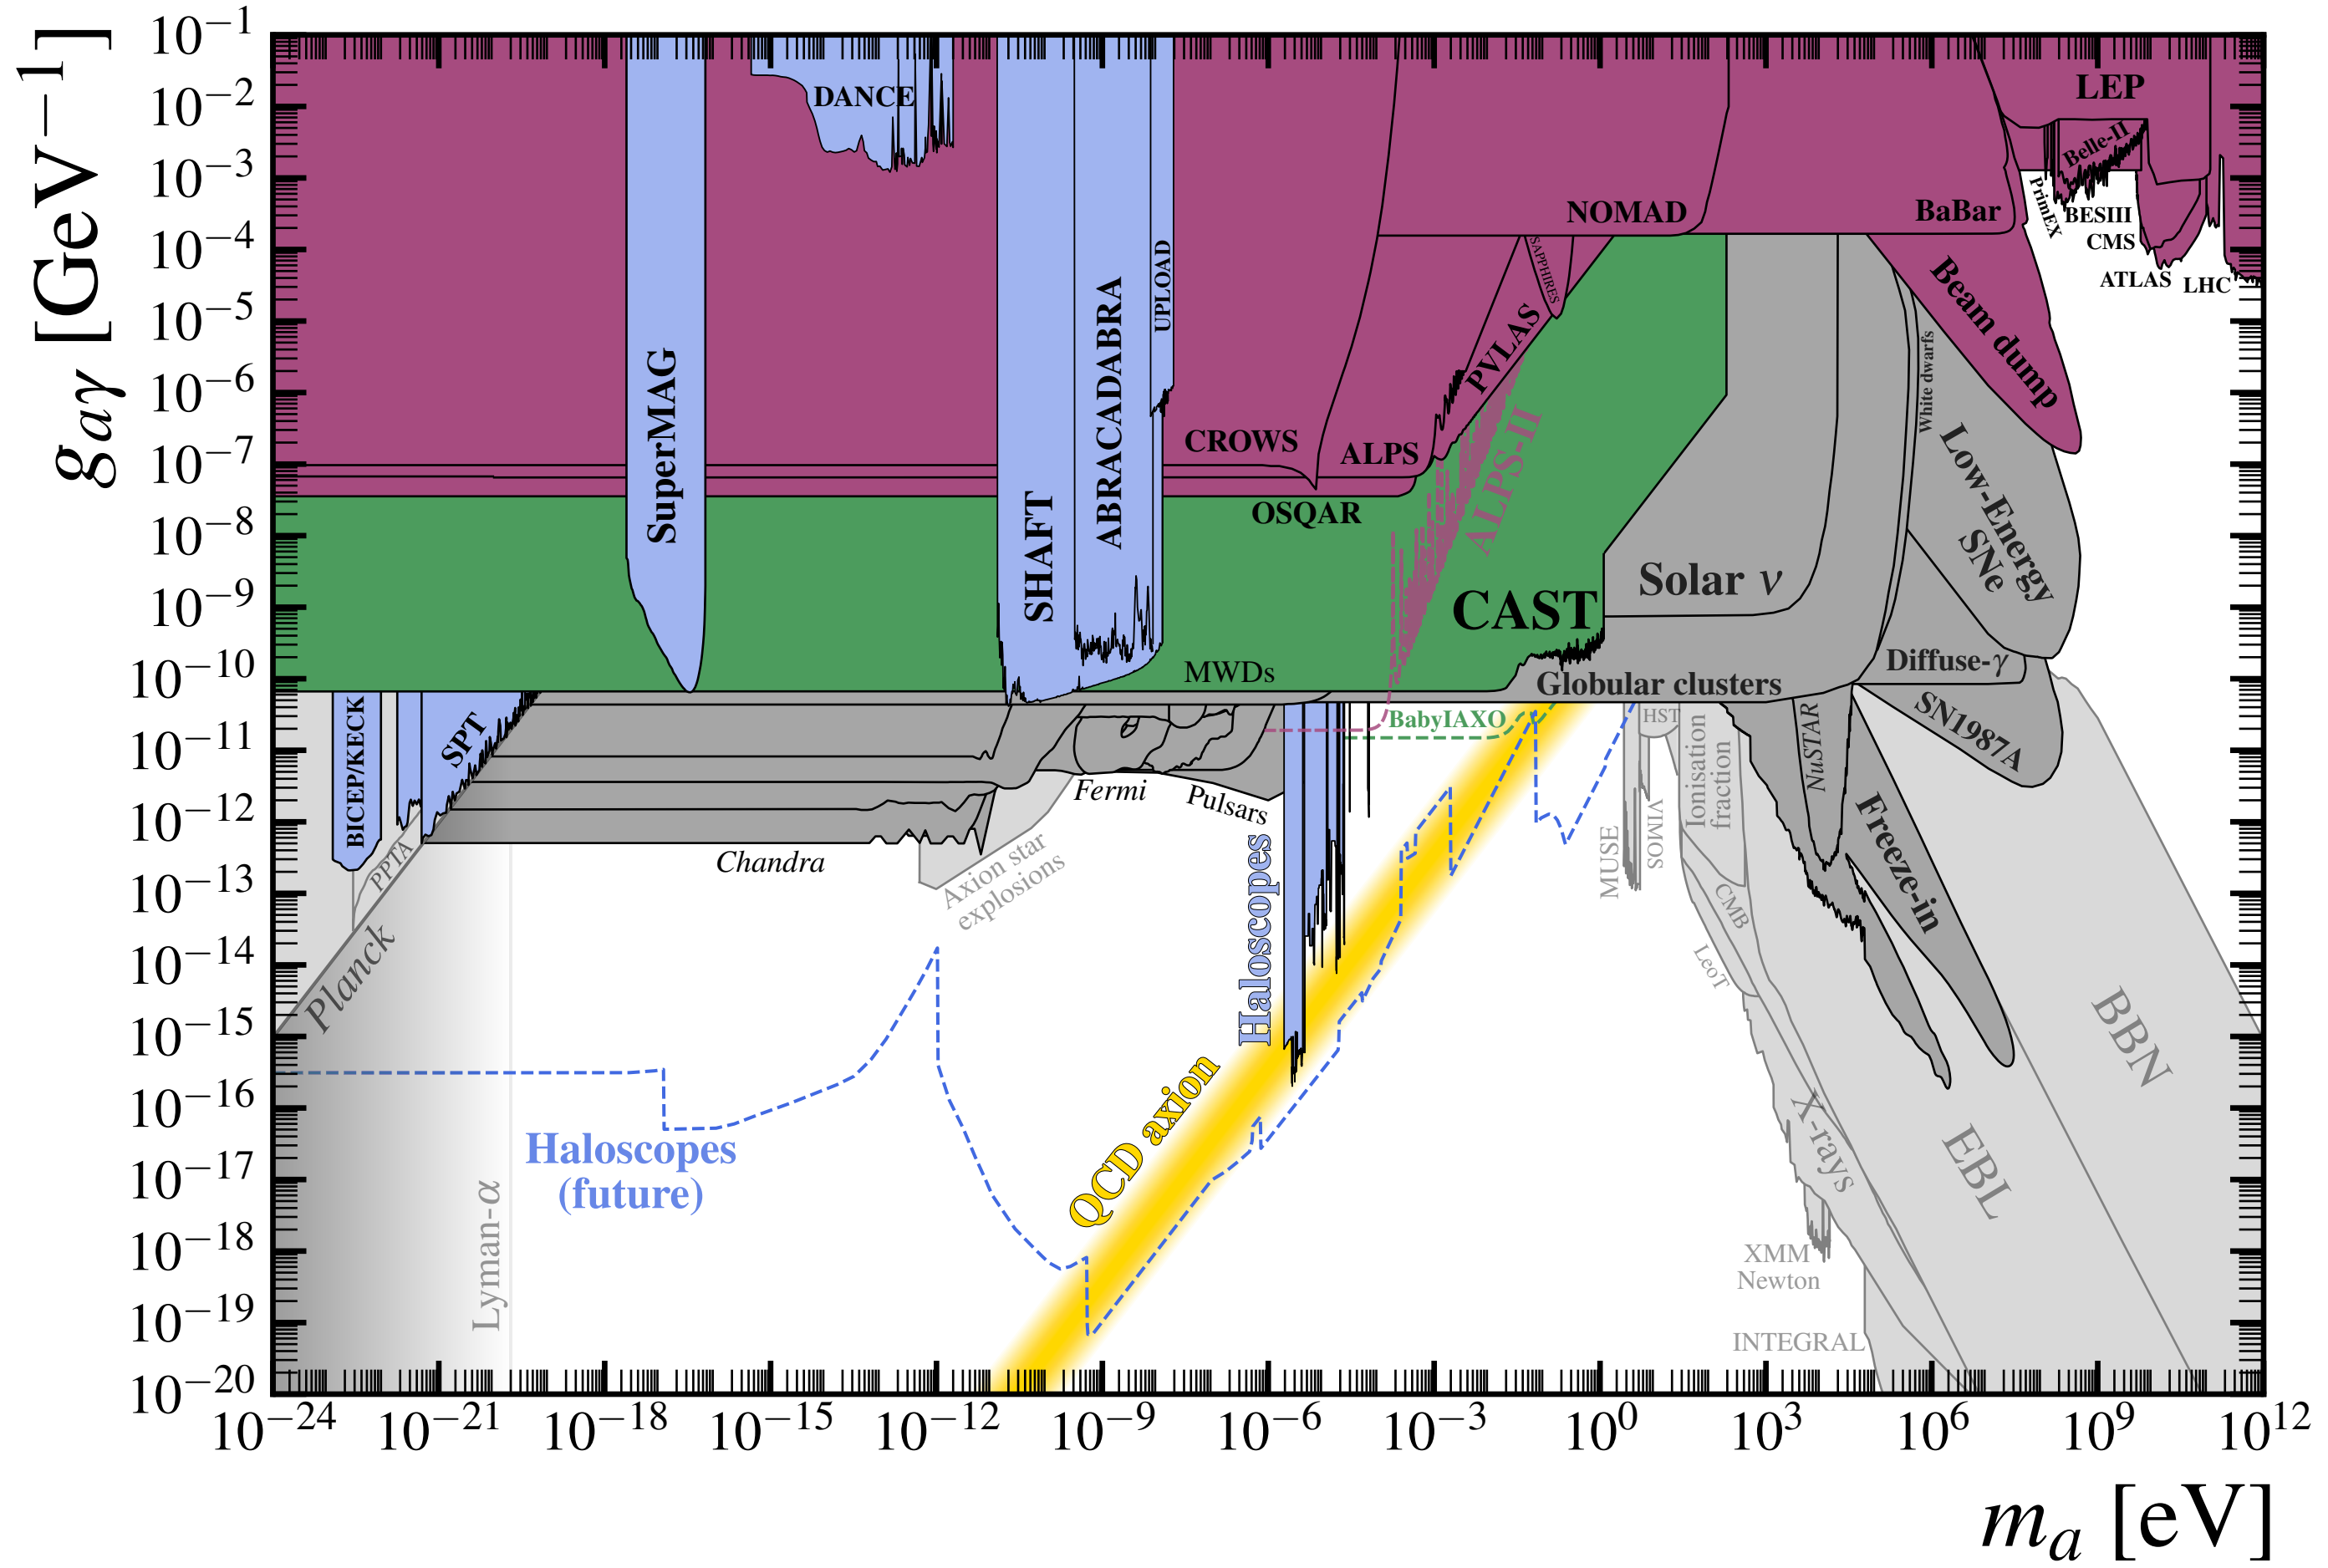 g_{aγ} [GeV^{−1}]
10^{−1}
10^{−2}
10^{−3}
10^{−4}
10^{−5}
10^{−6}
10^{−7}
10^{−8}
10^{−9}
10^{−10}
10^{−11}
10^{−12}
10^{−13}
10^{−14}
10^{−15}
10^{−16}
10^{−17}
10^{−18}
10^{−19}
10^{−20}
DANCE
LEP
Belle-II
PrimEX
BESIII
CMS
ATLAS
LHC
NOMAD
BaBar
SAPPHIRES
UPLOAD
Beam dump
SuperMAG
SHAFT
ABRACADABRA
CROWS
ALPS
PVLAS
ALPS-II
OSQAR
White dwarfs
Low-Energy
SNe
CAST
Solar ν
MWDs
Globular clusters
Diffuse-γ
SN1987A
BICEP/KECK
SPT
BabyIAXO
HST
Ionisation
fraction
NuSTAR
Fermi
Pulsars
PPTA
Chandra
Axion star
explosions
Haloscopes
MUSE
VIMOS
CMB
LeoT
Freeze-in
Planck
QCD axion
Haloscopes
(future)
Lyman-α
X-rays
EBL
BBN
XMM
Newton
INTEGRAL
10^{−24}
10^{−21}
10^{−18}
10^{−15}
10^{−12}
10^{−9}
10^{−6}
10^{−3}
10^{0}
10^{3}
10^{6}
10^{9}
10^{12}
m_a [eV]